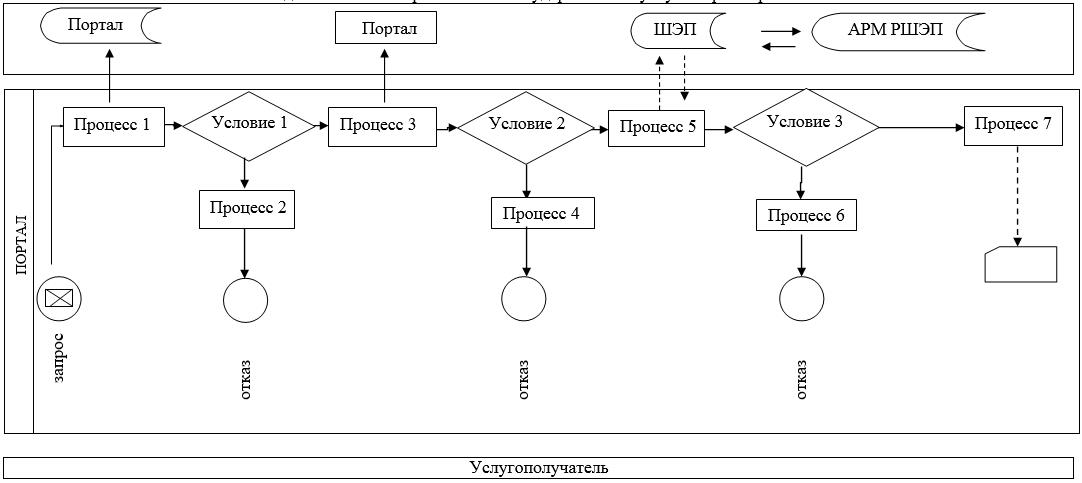 Портал
Портал
ШЭП
АРМ РШЭП
Процесс 1
Условие 1
Процесс 3
Условие 2
Процесс 5
Условие 3
Процесс 7
Процесс 2
Процесс 4
Процесс 6
ПОРТАЛ
запрос
отказ
отказ
отказ
Услугополучатель